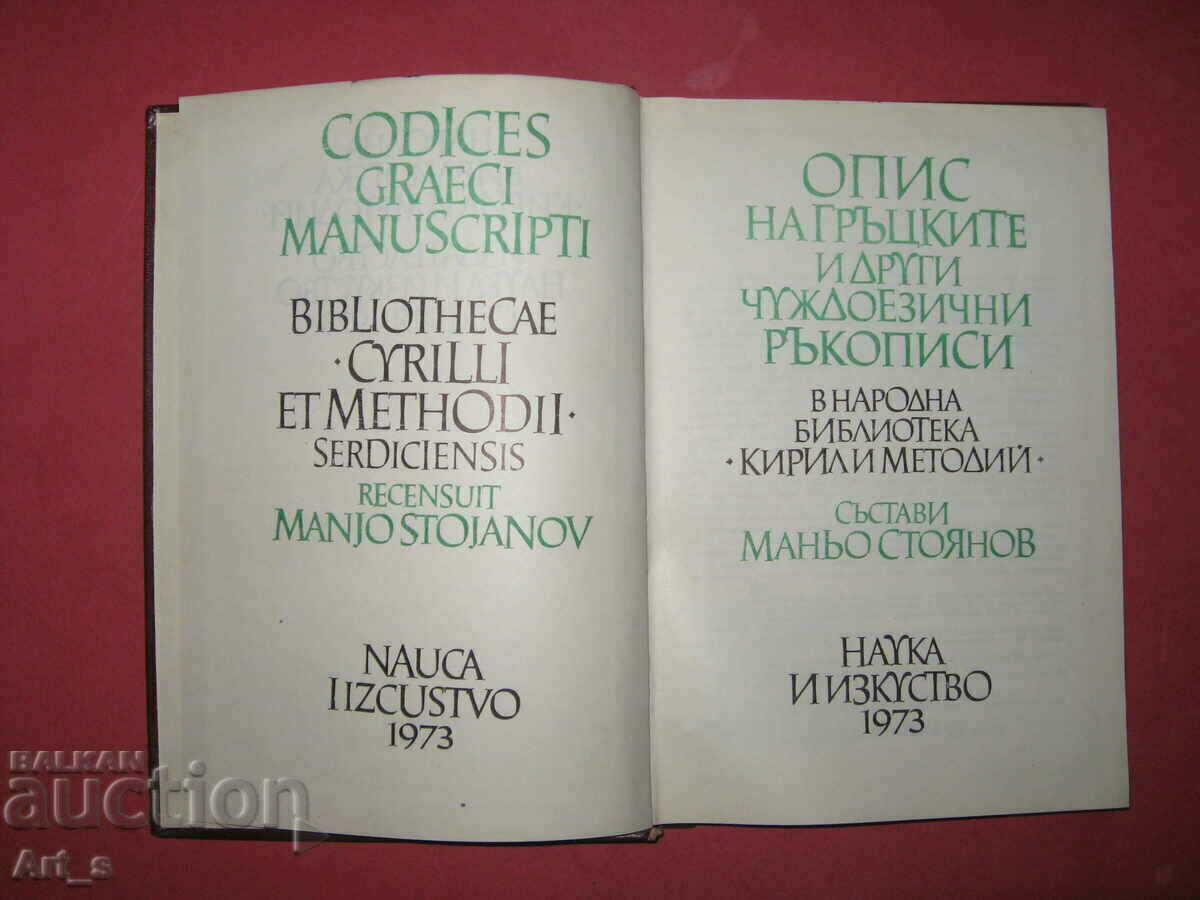 CODICES
GRAECI
MANUSCRIPTI
BIBLIOTHECAE
·CYRILLI
ET METHODII·
SERDICIENSIS
RECENSUIT
MANJO STOJANOV
NAUCA
I IZCUSTVO
1973
ОПИС
НА ГРЪЦКИТЕ
И ДРУГИ
ЧУЖДОЕЗИЧНИ
РЪКОПИСИ
В НАРОДНА
БИБЛИОТЕКА
·КИРИЛ И МЕТОДИЙ·
СЪСТАВИ
МАНЬО СТОЯНОВ
НАУКА
И ИЗКУСТВО
1973
BALKAN
auction
Art_s